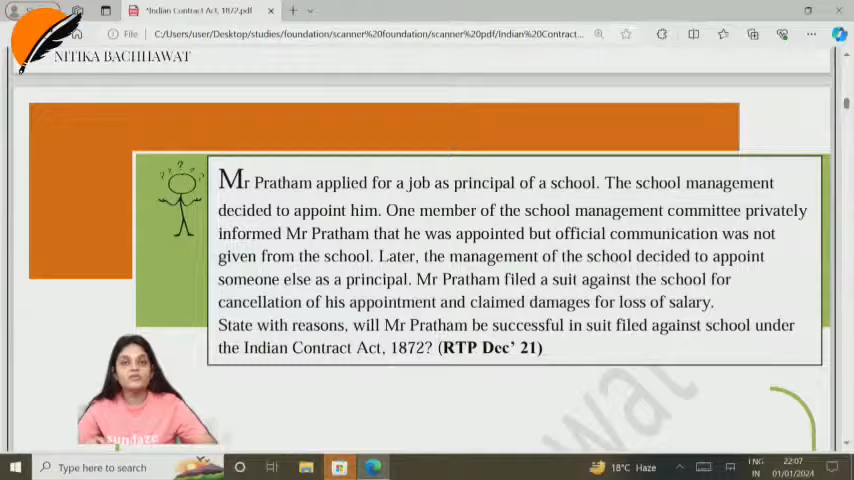 *Indian Contract Act, 1872.pdf
File
C:/Users/user/Desktop/studies/foundation/scanner%20foundation/scanner%20pdf/Indian%20Contract...
NITIKA BACHHAWAT
Mr Pratham applied for a job as principal of a school. The school management
decided to appoint him. One member of the school management committee privately
informed Mr Pratham that he was appointed but official communication was not
given from the school. Later, the management of the school decided to appoint
someone else as a principal. Mr Pratham filed a suit against the school for
cancellation of his appointment and claimed damages for loss of salary.
State with reasons, will Mr Pratham be successful in suit filed against school under
the Indian Contract Act, 1872? (RTP Dec' 21)
sundaze
wat
Type here to search
18°C Haze
ENG
IN
22:07
01/01/2024